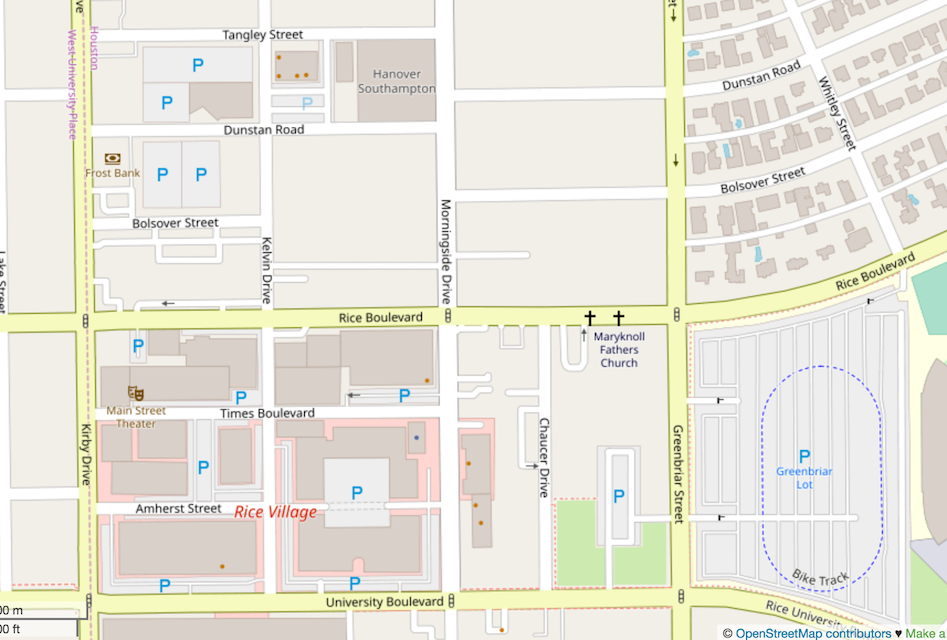 Tangley Street
Houston
West University Place
P
Hanover
Southampton
P
P
Dunstan Road
Whitley Street
Dunstan Road
Frost Bank
P
P
Bolsover Street
Bolsover Street
Morningside Drive
Kelvin Drive
Lake Street
Rice Boulevard
Rice Boulevard
P
Maryknoll
Fathers
Church
Main Street
Theater
P
P
Times Boulevard
Kirby Drive
Chaucer Drive
Greenbriar Street
P
Greenbriar
Lot
P
P
P
Amherst Street
Rice Village
Bike Track
P
P
University Boulevard
Rice University
© OpenStreetMap contributors ♥ Make a